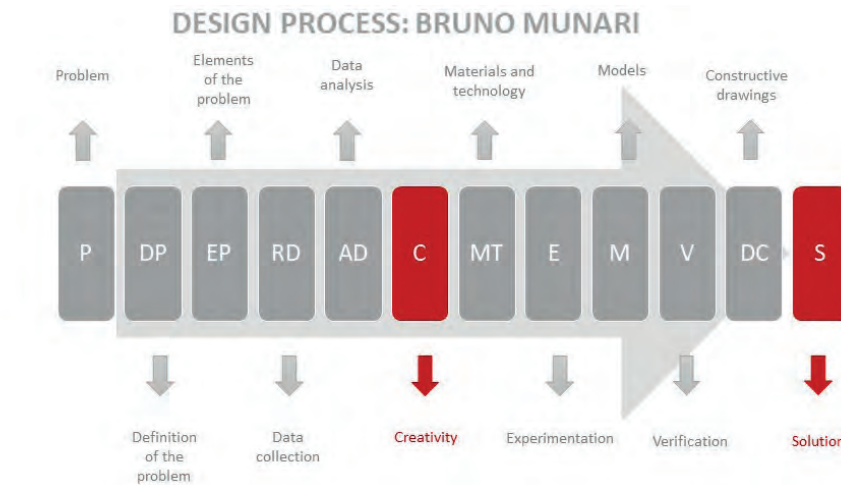 DESIGN PROCESS: BRUNO MUNARI
Problem
Elements
of the
problem
Data
analysis
Materials and
technology
Models
Constructive
drawings
P
DP
EP
RD
AD
C
MT
E
M
V
DC
S
Definition
of the
problem
Data
collection
Creativity
Experimentation
Verification
Solution